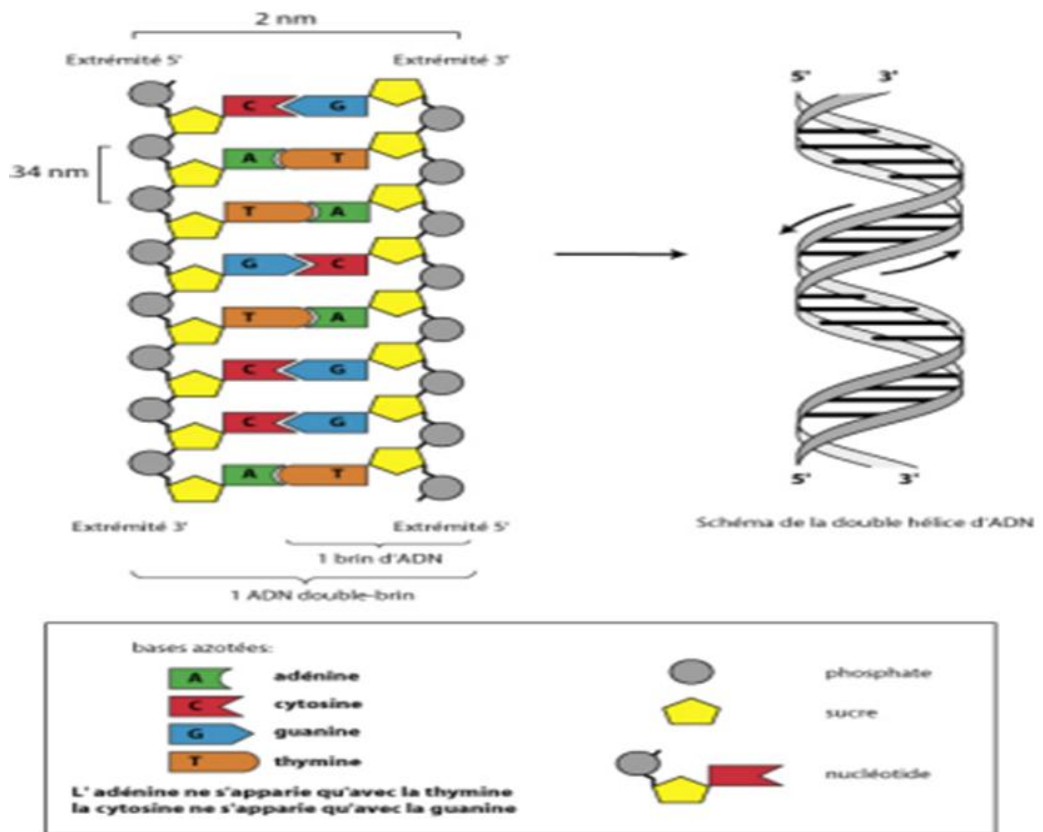 2 nm
Extrémité 5' Extrémité 3'
5' 3'
C G
A T
34 nm
T A
G C
T A
C G
C G
A T
5' 3'
Extrémité 3' Extrémité 5'
Schéma de la double hélice d'ADN
1 brin d'ADN
1 ADN double-brin
bases azotées:
A adénine
C cytosine
G guanine
T thymine
L' adénine ne s'apparie qu'avec la thymine
la cytosine ne s'apparie qu'avec la guanine
phosphate
sucre
nucléotide